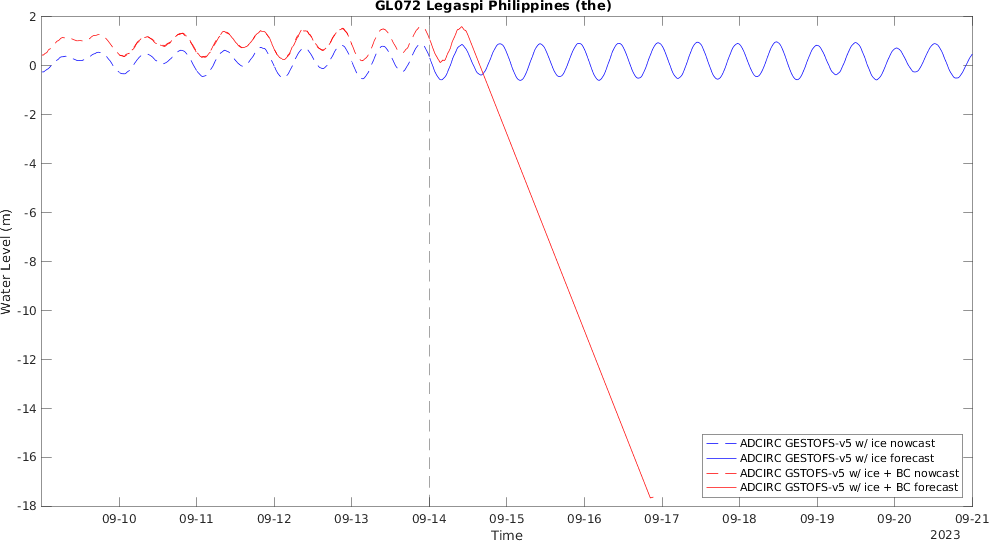 GL072 Legaspi Philippines (the)
2
0
-2
-4
-6
-8
-10
-12
-14
-16
-18
Water Level (m)
ADCIRC GESTOFS-v5 w/ ice nowcast
ADCIRC GESTOFS-v5 w/ ice forecast
ADCIRC GSTOFS-v5 w/ ice + BC nowcast
ADCIRC GSTOFS-v5 w/ ice + BC forecast
09-10 09-11 09-12 09-13 09-14 09-15 09-16 09-17 09-18 09-19 09-20 09-21
Time
2023